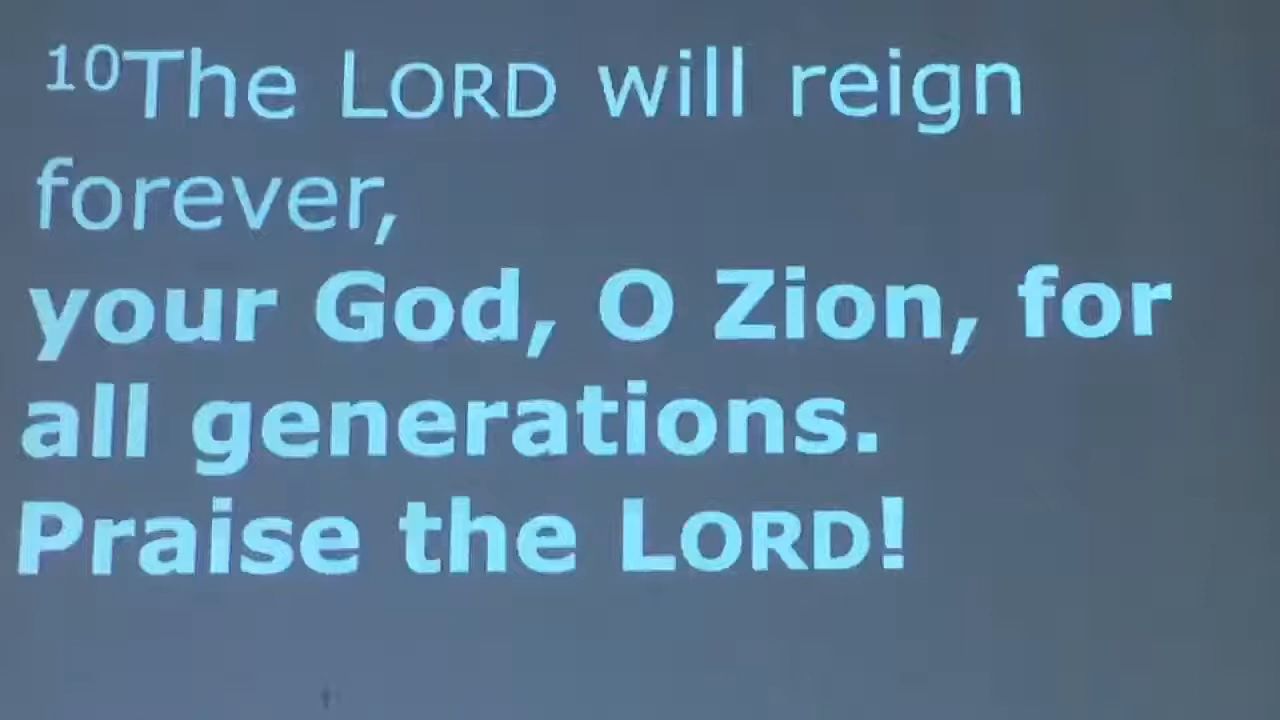 ¹⁰The LORD will reign
forever,
your God, O Zion, for
all generations.
Praise the LORD!